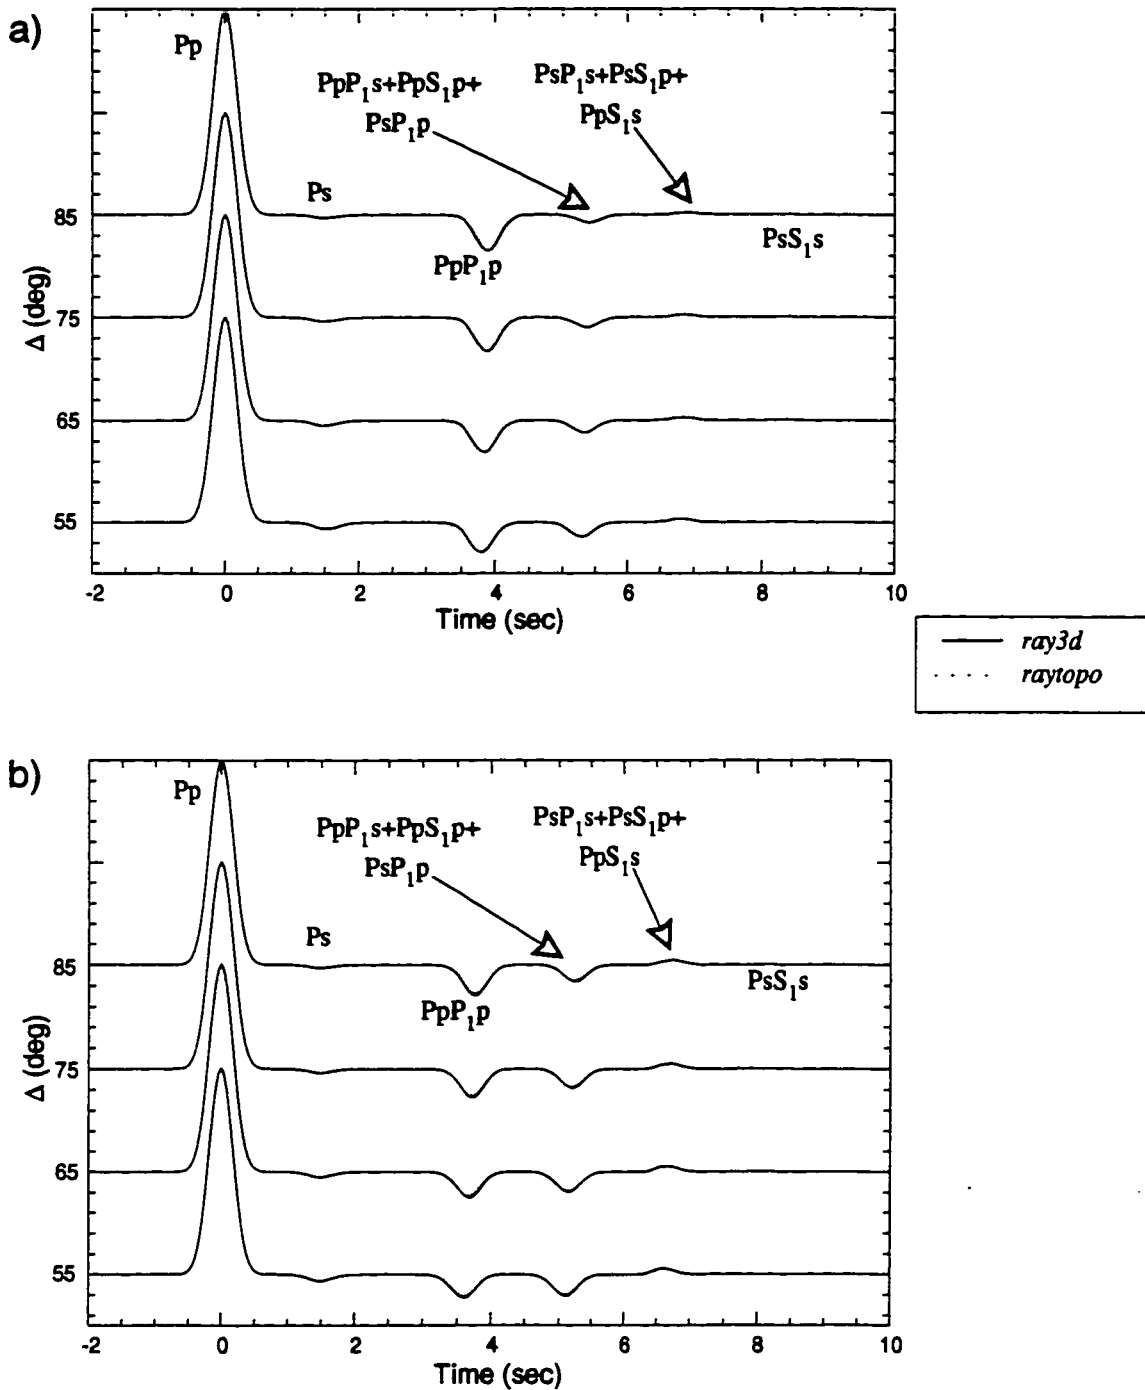 a)
Pp
PpP₁s+PpS₁p+
PsP₁p
PsP₁s+PsS₁p+
PpS₁s
Ps
PpP₁p
PsS₁s
85
75
65
55
Δ (deg)
-2 0 2 4 6 8 10
Time (sec)
ray3d
raytopo
b)
Pp
PpP₁s+PpS₁p+
PsP₁p
PsP₁s+PsS₁p+
PpS₁s
Ps
PpP₁p
PsS₁s
85
75
65
55
Δ (deg)
-2 0 2 4 6 8 10
Time (sec)